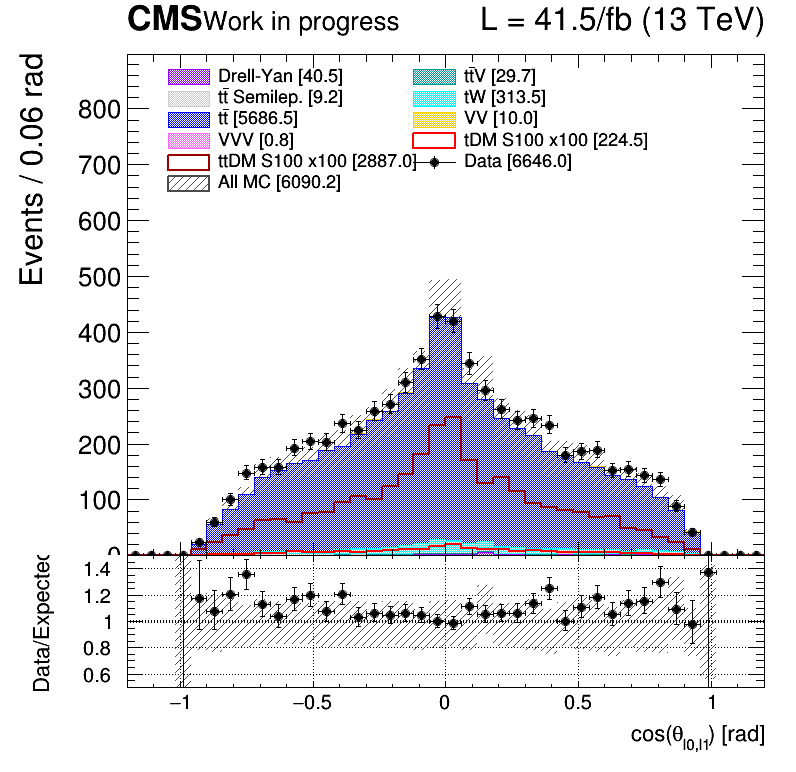 CMS Work in progress L = 41.5/fb (13 TeV)
Events / 0.06 rad
Drell-Yan [40.5] tt̄V [29.7]
tt̄ Semilep. [9.2] tW [313.5]
tt̄ [5686.5] VV [10.0]
VVV [0.8] tDM S100 x100 [224.5]
ttDM S100 x100 [2887.0] Data [6646.0]
All MC [6090.2]
800
700
600
500
400
300
200
100
0
Data/Expected
1.4
1.2
1
0.8
0.6
−1 −0.5 0 0.5 1
cos(θ_l0,l1) [rad]